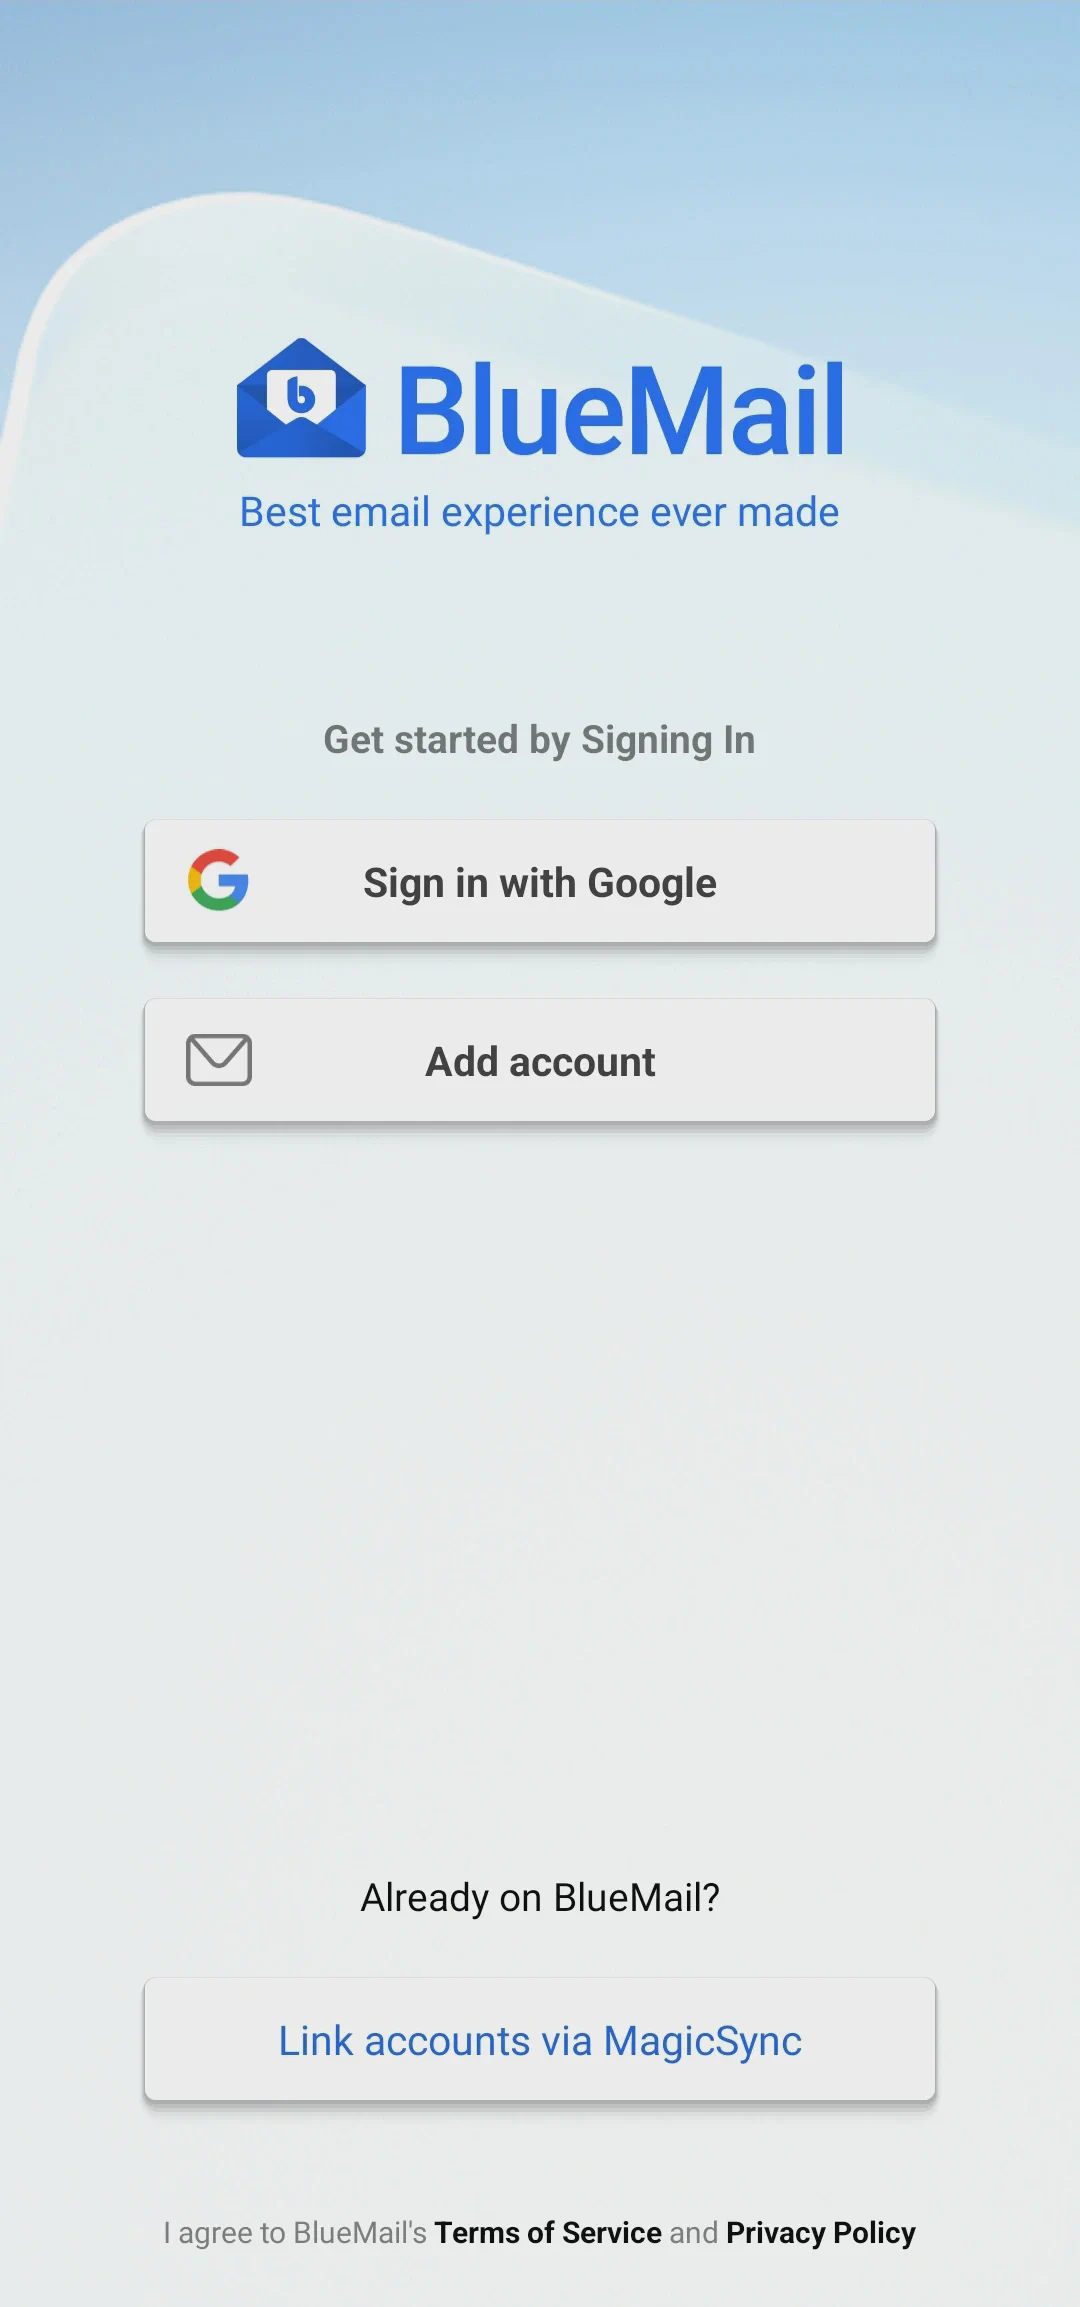 BlueMail
Best email experience ever made
Get started by Signing In
Sign in with Google
Add account
Already on BlueMail?
Link accounts via MagicSync
I agree to BlueMail's Terms of Service and Privacy Policy